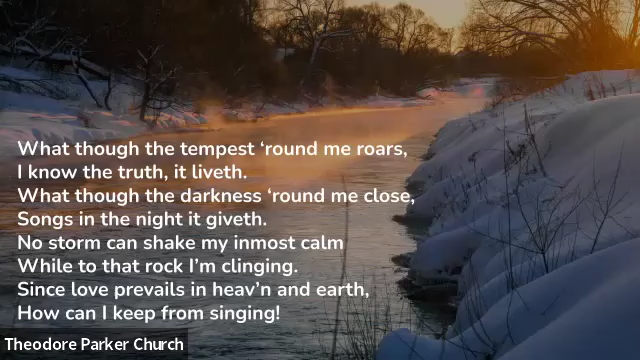 What though the tempest ‘round me roars,
I know the truth, it liveth.
What though the darkness ‘round me close,
Songs in the night it giveth.
No storm can shake my inmost calm
While to that rock I’m clinging.
Since love prevails in heav’n and earth,
How can I keep from singing!
Theodore Parker Church